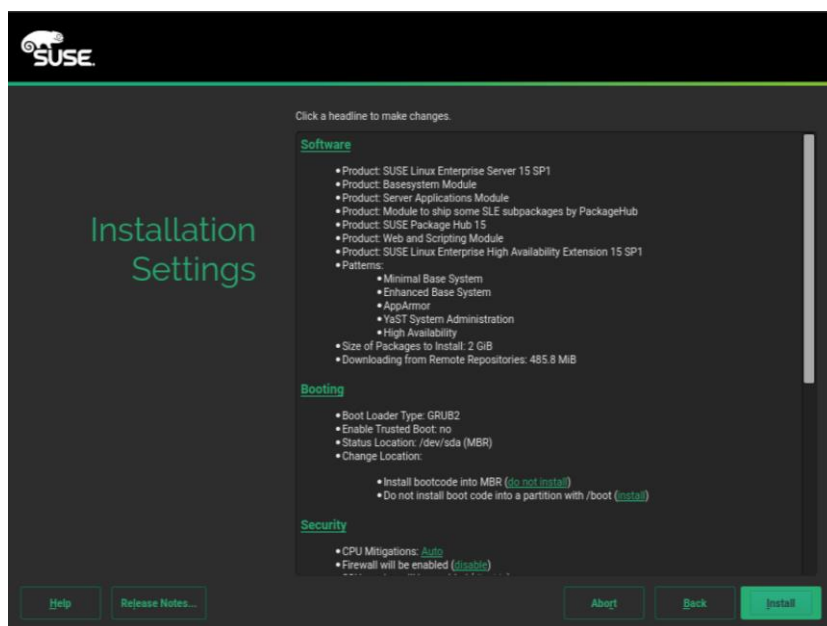 SUSE.
Click a headline to make changes.
Installation
Settings
Software
• Product: SUSE Linux Enterprise Server 15 SP1
• Product: Basesystem Module
• Product: Server Applications Module
• Product: Module to ship some SLE subpackages by PackageHub
• Product: SUSE Package Hub 15
• Product: Web and Scripting Module
• Product: SUSE Linux Enterprise High Availability Extension 15 SP1
• Patterns:
• Minimal Base System
• Enhanced Base System
• AppArmor
• YaST System Administration
• High Availability
• Size of Packages to Install: 2 GiB
• Downloading from Remote Repositories: 485.8 MiB
Booting
• Boot Loader Type: GRUB2
• Enable Trusted Boot: no
• Status Location: /dev/sda (MBR)
• Change Location:
• Install bootcode into MBR (do not install)
• Do not install boot code into a partition with /boot (install)
Security
• CPU Mitigations: Auto
• Firewall will be enabled (disable)
Help Release Notes... Abort Back Install